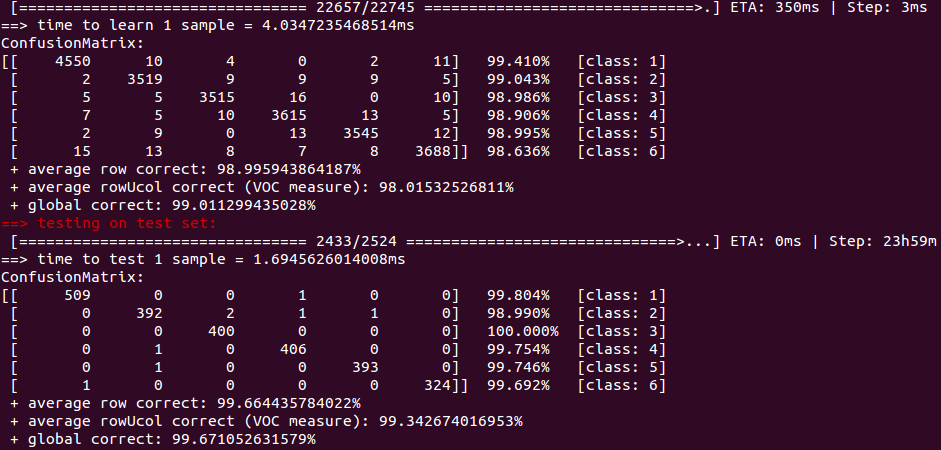 [================================ 22657/22745 ==============================>.] ETA: 350ms | Step: 3ms
==> time to learn 1 sample = 4.0347235468514ms
ConfusionMatrix:
[[    4550      10       4       0       2      11]   99.410%   [class: 1]
 [       2    3519       9       9       9       5]   99.043%   [class: 2]
 [       5       5    3515      16       0      10]   98.986%   [class: 3]
 [       7       5      10    3615      13       5]   98.906%   [class: 4]
 [       2       9       0      13    3545      12]   98.995%   [class: 5]
 [      15      13       8       7       8    3688]]  98.636%   [class: 6]
 + average row correct: 98.995943864187%
 + average rowUcol correct (VOC measure): 98.01532526811%
 + global correct: 99.011299435028%
==> testing on test set:
 [================================ 2433/2524 ==============================>...] ETA: 0ms | Step: 23h59m
==> time to test 1 sample = 1.6945626014008ms
ConfusionMatrix:
[[     509       0       0       1       0       0]   99.804%   [class: 1]
 [       0     392       2       1       1       0]   98.990%   [class: 2]
 [       0       0     400       0       0       0]   100.000%  [class: 3]
 [       0       1       0     406       0       0]   99.754%   [class: 4]
 [       0       1       0       0     393       0]   99.746%   [class: 5]
 [       1       0       0       0       0     324]]  99.692%   [class: 6]
 + average row correct: 99.664435784022%
 + average rowUcol correct (VOC measure): 99.342674016953%
 + global correct: 99.671052631579%